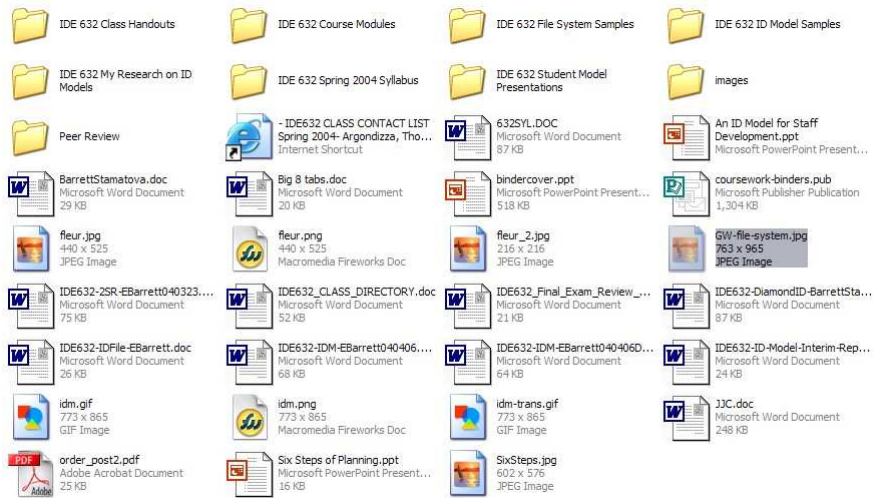 IDE 632 Class Handouts
IDE 632 Course Modules
IDE 632 File System Samples
IDE 632 ID Model Samples
IDE 632 My Research on ID
Models
IDE 632 Spring 2004 Syllabus
IDE 632 Student Model
Presentations
images
Peer Review
- IDE632 CLASS CONTACT LIST
Spring 2004- Argondizza, Tho...
Internet Shortcut
632SYL.DOC
Microsoft Word Document
87 KB
An ID Model for Staff
Development.ppt
Microsoft PowerPoint Present...
BarrettStamatova.doc
Microsoft Word Document
29 KB
Big 8 tabs.doc
Microsoft Word Document
20 KB
bindercover.ppt
Microsoft PowerPoint Present...
518 KB
coursework-binders.pub
Microsoft Publisher Publication
1,304 KB
fleur.jpg
440 x 525
JPEG Image
fleur.png
440 x 525
Macromedia Fireworks Doc
fleur_2.jpg
216 x 216
JPEG Image
GW-file-system.jpg
763 x 965
JPEG Image
IDE632-2SR-EBarrett040323....
Microsoft Word Document
75 KB
IDE632_CLASS_DIRECTORY.doc
Microsoft Word Document
52 KB
IDE632_Final_Exam_Review_...
Microsoft Word Document
21 KB
IDE632-DiamondID-BarrettSta...
Microsoft Word Document
87 KB
IDE632-IDFile-EBarrett.doc
Microsoft Word Document
26 KB
IDE632-IDM-EBarrett040406....
Microsoft Word Document
68 KB
IDE632-IDM-EBarrett040406D...
Microsoft Word Document
64 KB
IDE632-ID-Model-Interim-Rep...
Microsoft Word Document
24 KB
idm.gif
773 x 865
GIF Image
idm.png
773 x 865
Macromedia Fireworks Doc
idm-trans.gif
773 x 865
GIF Image
JJC.doc
Microsoft Word Document
248 KB
PDF
Adobe
order_post2.pdf
Adobe Acrobat Document
25 KB
Six Steps of Planning.ppt
Microsoft PowerPoint Present...
16 KB
SixSteps.jpg
602 x 576
JPEG Image